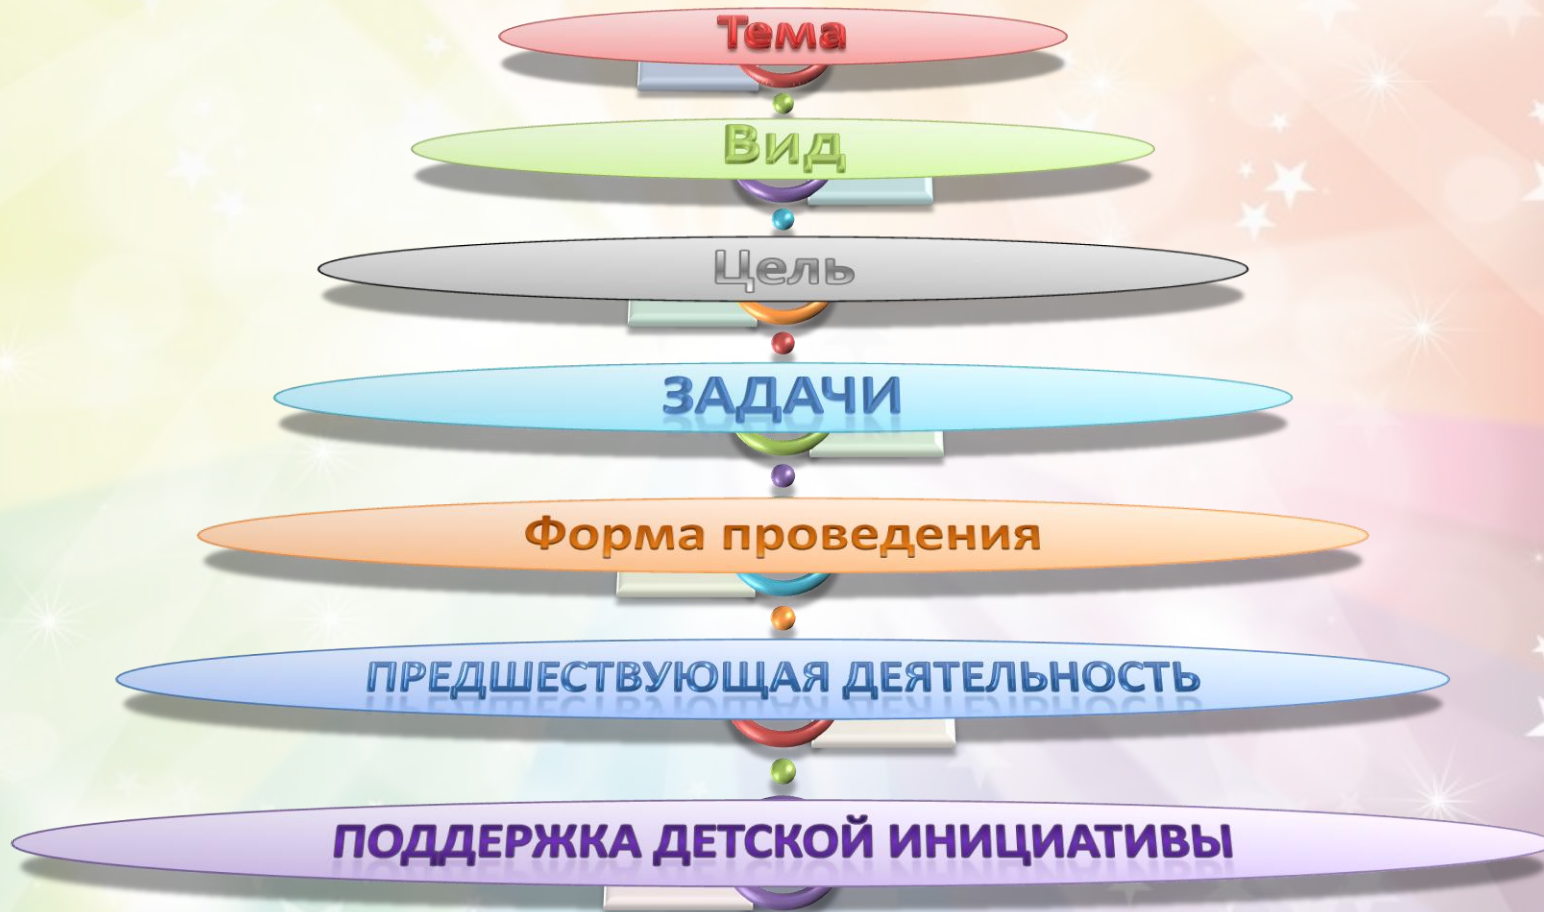 Тема
Вид
Цель
ЗАДАЧИ
Форма проведения
ПРЕДШЕСТВУЮЩАЯ ДЕЯТЕЛЬНОСТЬ
ПОДДЕРЖКА ДЕТСКОЙ ИНИЦИАТИВЫ